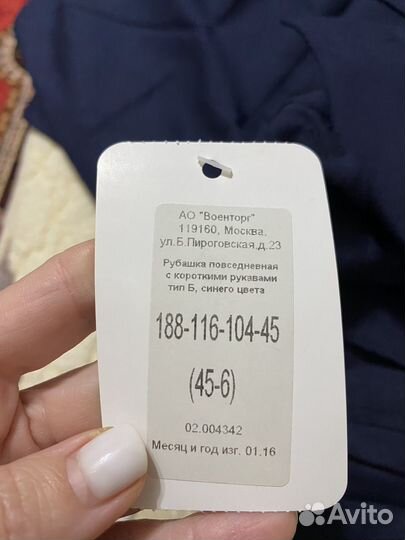 АО "Военторг"
119160, Москва,
ул.Б.Пироговская,д.23
Рубашка повседневная
с короткими рукавами
тип Б, синего цвета
188-116-104-45
(45-6)
02.004342
Месяц и год изг. 01.16
Avito